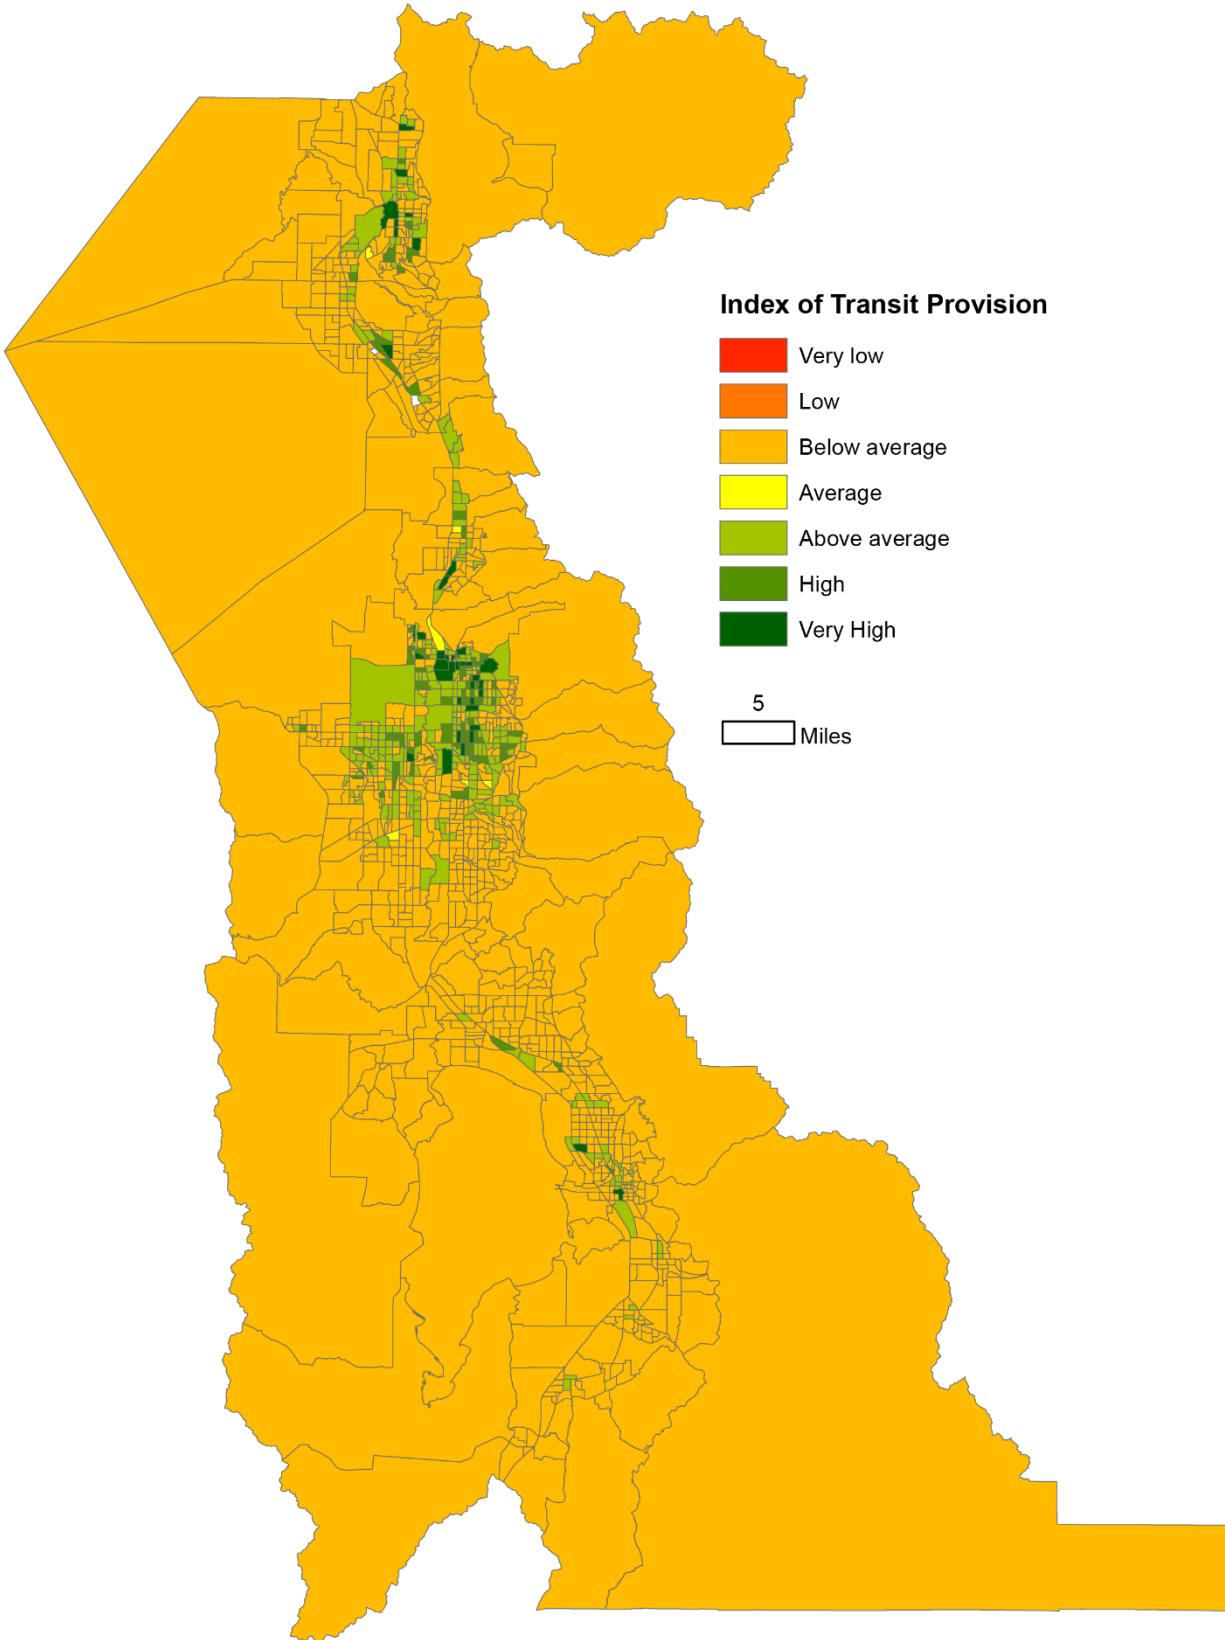 Index of Transit Provision
Very low
Low
Below average
Average
Above average
High
Very High
5
Miles